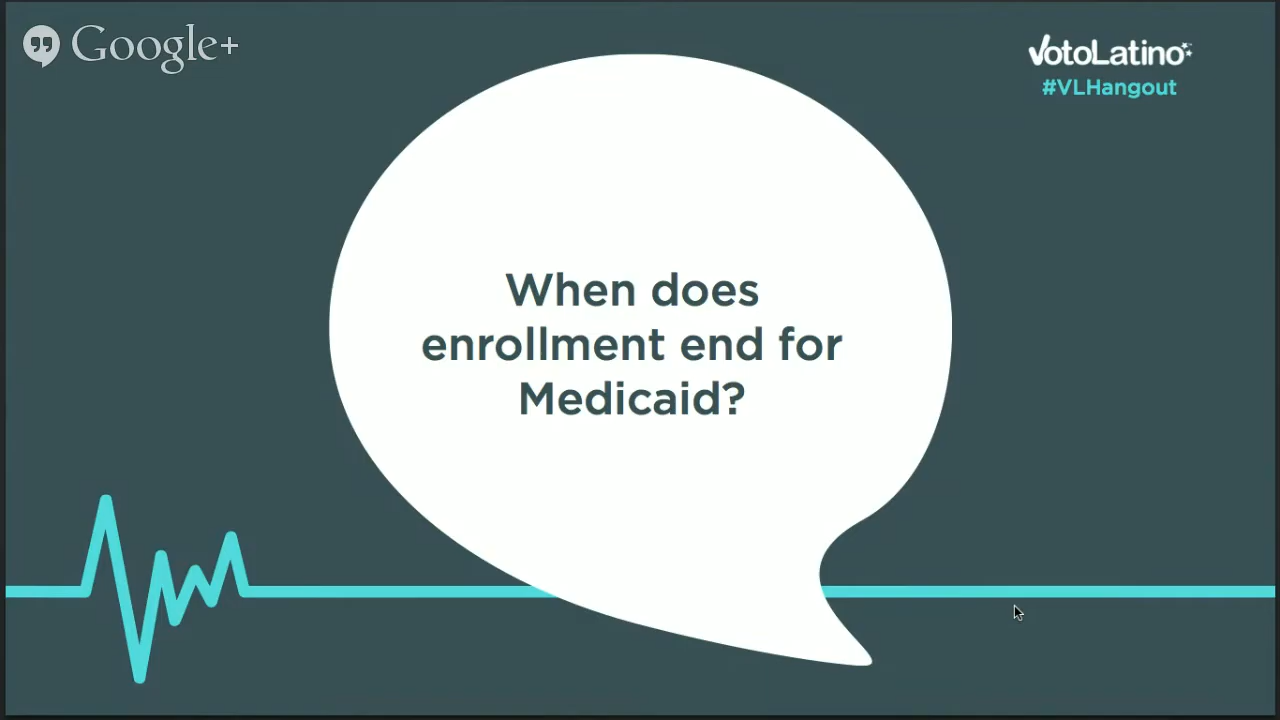 Google+
VotoLatino
#VLHangout
When does
enrollment end for
Medicaid?